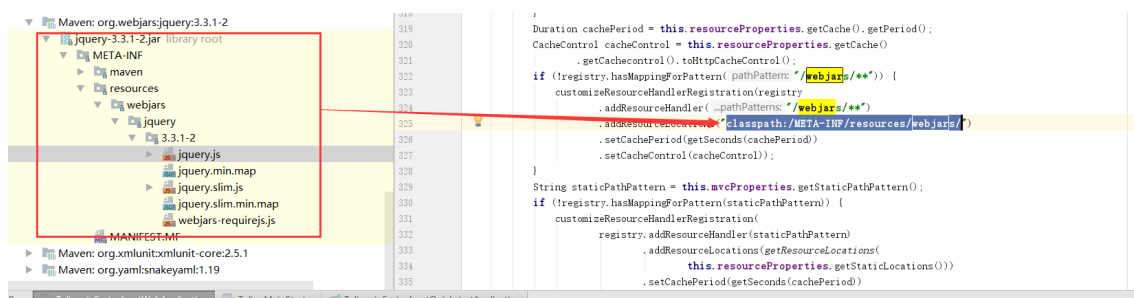 Maven: org.webjars:jquery:3.3.1-2
jquery-3.3.1-2.jar library root
META-INF
maven
resources
webjars
jquery
3.3.1-2
jquery.js
jquery.min.map
jquery.slim.js
jquery.slim.min.map
webjars-requirejs.js
MANIFEST.MF
Maven: org.xmlunit:xmlunit-core:2.5.1
Maven: org.yaml:snakeyaml:1.19
318 }
319 Duration cachePeriod = this.resourceProperties.getCache().getPeriod();
320 CacheControl cacheControl = this.resourceProperties.getCache()
321 .getCachecontrol().toHttpCacheControl();
322 if (!registry.hasMappingForPattern( pathPattern: "/webjars/**")) {
323 customizeResourceHandlerRegistration(registry
324 .addResourceHandler( ...pathPatterns: "/webjars/**")
325 .addResourceLocations("classpath:/META-INF/resources/webjars/")
326 .setCachePeriod(getSeconds(cachePeriod))
327 .setCacheControl(cacheControl));
328 }
329 String staticPathPattern = this.mvcProperties.getStaticPathPattern();
330 if (!registry.hasMappingForPattern(staticPathPattern)) {
331 customizeResourceHandlerRegistration(
332 registry.addResourceHandler(staticPathPattern)
333 .addResourceLocations(getResourceLocations(
334 this.resourceProperties.getStaticLocations()))
335 .setCachePeriod(getSeconds(cachePeriod))